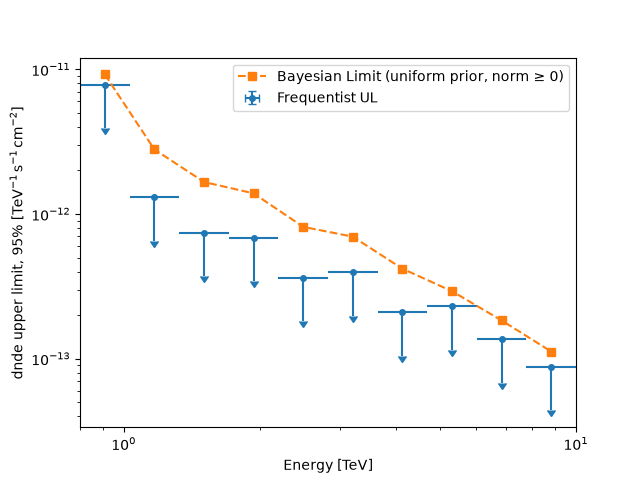 dnde upper limit, 95% [TeV⁻¹ s⁻¹ cm⁻²]
10⁻¹¹
10⁻¹²
10⁻¹³
Bayesian Limit (uniform prior, norm ≥ 0)
Frequentist UL
10⁰
10¹
Energy [TeV]